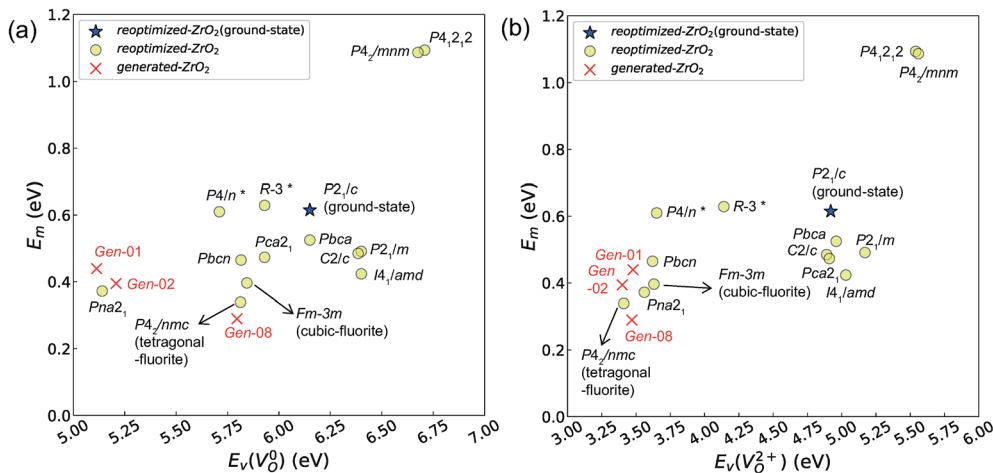 (a)
reoptimized-ZrO₂(ground-state)
reoptimized-ZrO₂
generated-ZrO₂
P4₂/mnm
P4₁2₁2
P4/n *
R-3 *
P2₁/c
(ground-state)
Pbcn
Pca2₁
Pbca
C2/c
P2₁/m
I4₁/amd
Gen-01
Gen-02
Pna2₁
P4₂/nmc
(tetragonal
-fluorite)
Gen-08
Fm-3m
(cubic-fluorite)
Eₘ (eV)
1.2
1.0
0.8
0.6
0.4
0.2
0.0
5.00 5.25 5.50 5.75 6.00 6.25 6.50 6.75 7.00
Eᵥ(V_O^0) (eV)
(b)
reoptimized-ZrO₂(ground-state)
reoptimized-ZrO₂
generated-ZrO₂
P4₁2₁2
P4₂/mnm
P2₁/c
(ground-state)
P4/n *
R-3 *
Pbca
C2/c
P2₁/m
Pca2₁
I4₁/amd
Gen-01
Gen
-02
Pbcn
Fm-3m
(cubic-fluorite)
Pna2₁
Gen-08
P4₂/nmc
(tetragonal
-fluorite)
Eₘ (eV)
1.2
1.0
0.8
0.6
0.4
0.2
0.0
3.00 3.25 3.50 3.75 4.00 4.25 4.50 4.75 5.00 5.25 5.50 5.75 6.00
Eᵥ(V_O^2+) (eV)